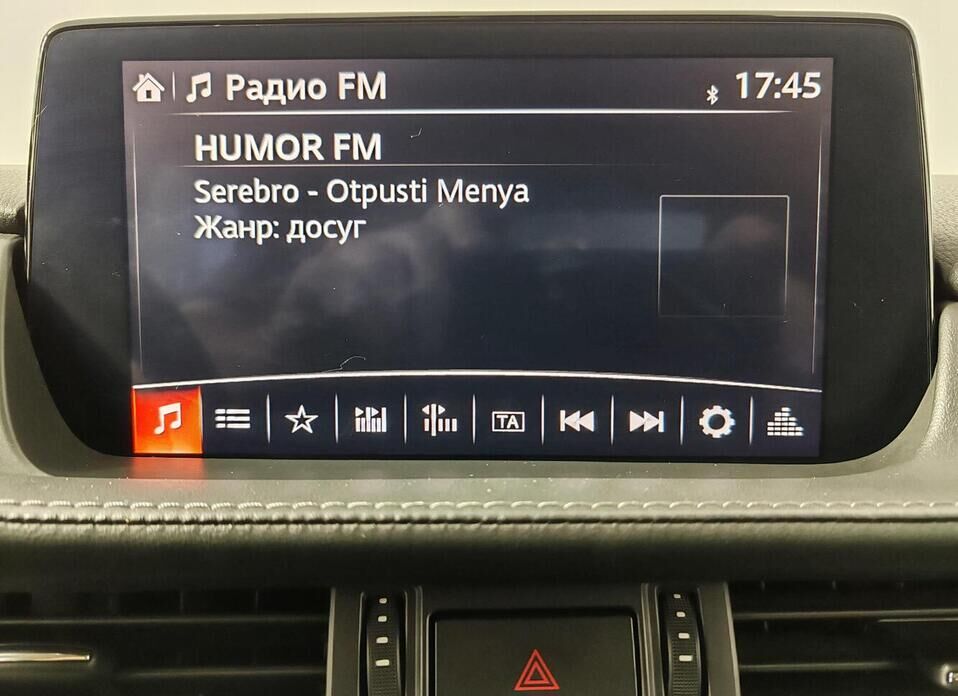 Радио FM 17:45
HUMOR FM
Serebro - Otpusti Menya
Жанр: досуг
TA